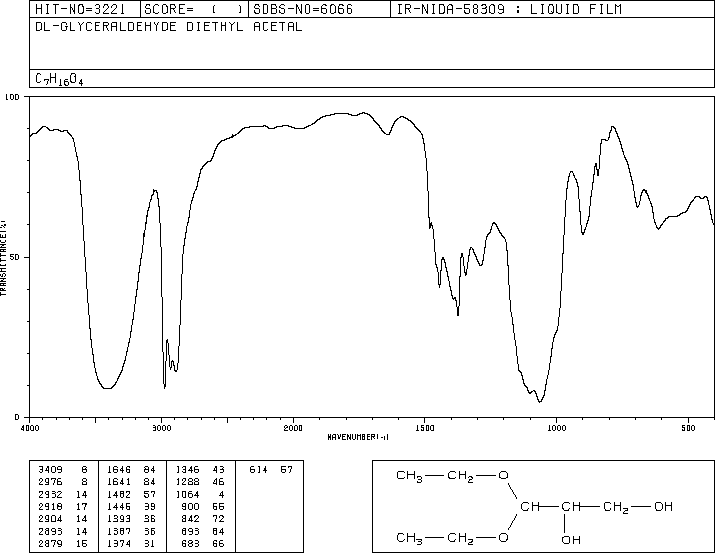 HIT-NO=3221 SCORE= ( ) SDBS-NO=6066 IR-NIDA-58309 : LIQUID FILM
DL-GLYCERALDEHYDE DIETHYL ACETAL
C7H16O4
100
TRANSMITTANCE(%)
50
0
4000 3000 2000 1500 1000 500
WAVENUMBER(-1)
3409 8 1646 84 1346 43 614 57
2976 8 1641 84 1288 46
2932 14 1482 57 1064 4
2918 17 1446 39 900 55
2904 14 1393 36 842 72
2893 14 1387 36 693 64
2879 15 1374 31 683 66
CH3 CH2 O
CH CH CH2 OH
CH3 CH2 O OH